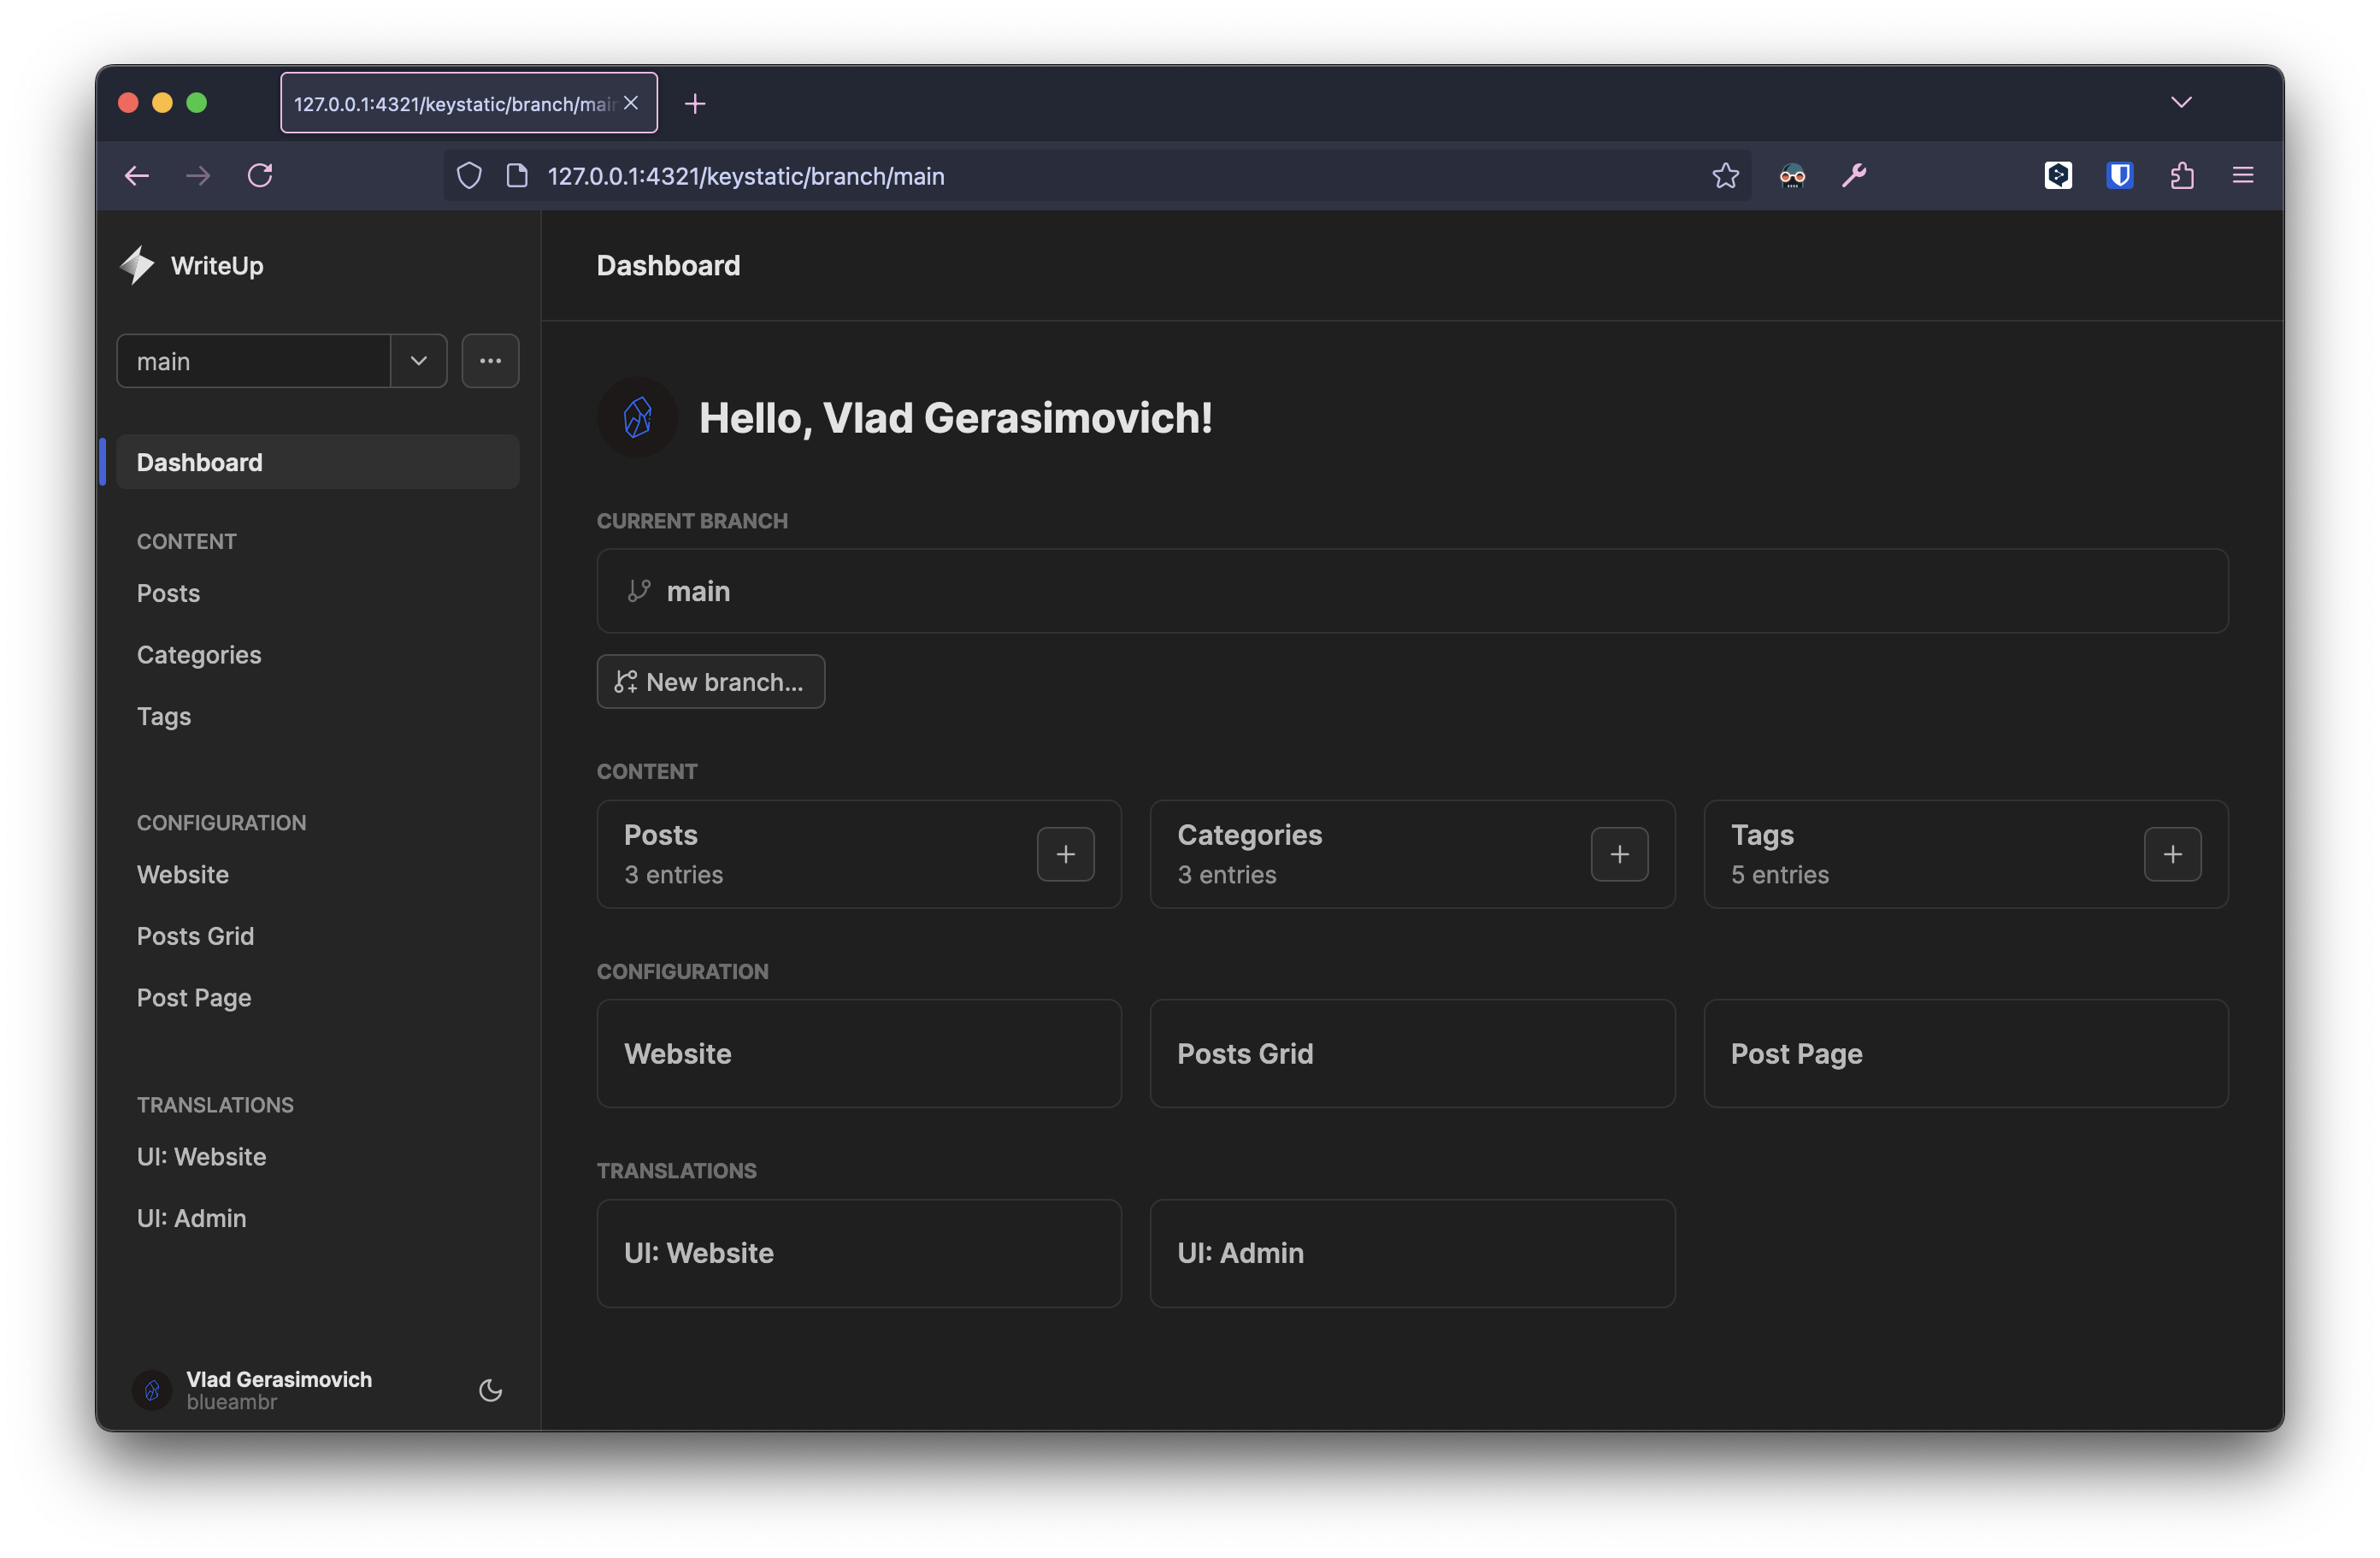 127.0.0.1:4321/keystatic/branch/main
127.0.0.1:4321/keystatic/branch/main
WriteUp
main
Dashboard
CONTENT
Posts
Categories
Tags
CONFIGURATION
Website
Posts Grid
Post Page
TRANSLATIONS
UI: Website
UI: Admin
Vlad Gerasimovich
blueambr
Dashboard
Hello, Vlad Gerasimovich!
CURRENT BRANCH
main
New branch...
CONTENT
Posts
3 entries
Categories
3 entries
Tags
5 entries
CONFIGURATION
Website
Posts Grid
Post Page
TRANSLATIONS
UI: Website
UI: Admin